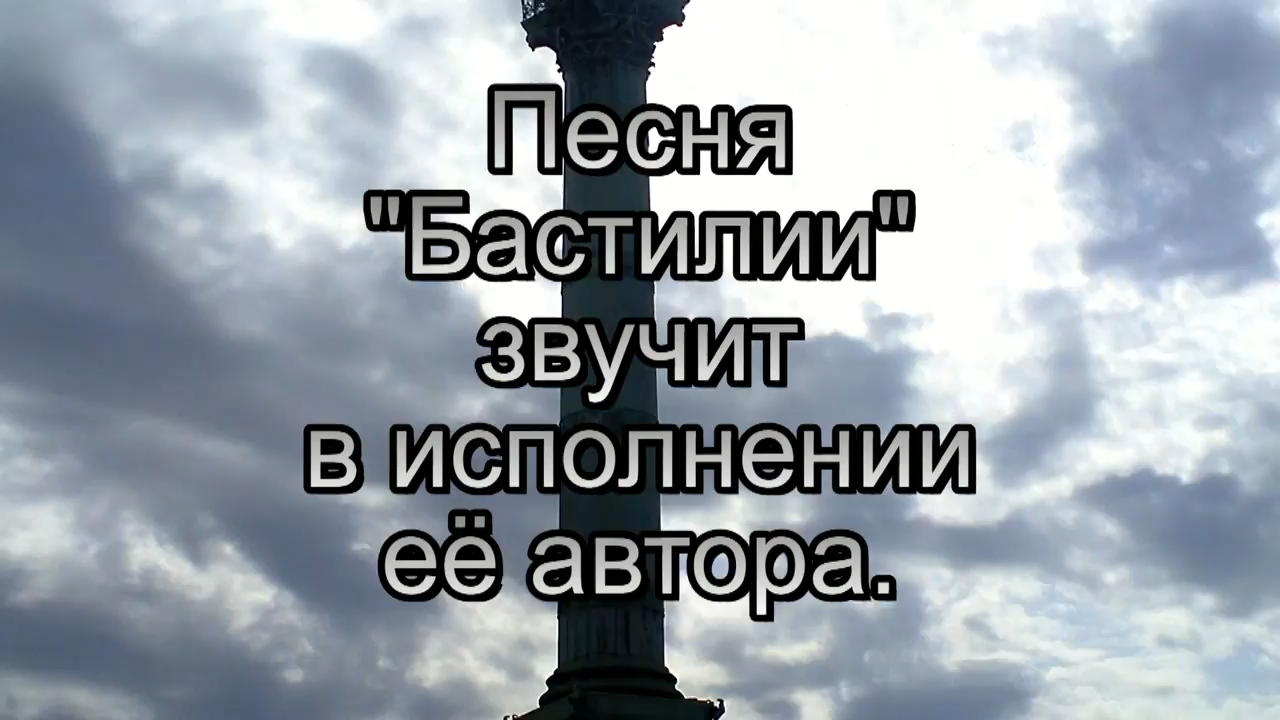 Песня
"Бастилии"
звучит
в исполнении
её автора.